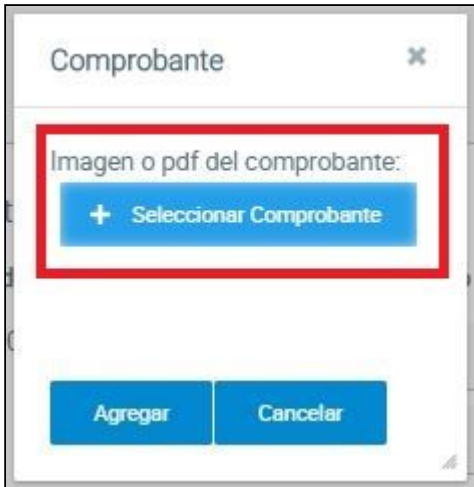 Comprobante
Imagen o pdf del comprobante:
Seleccionar Comprobante
Agregar Cancelar